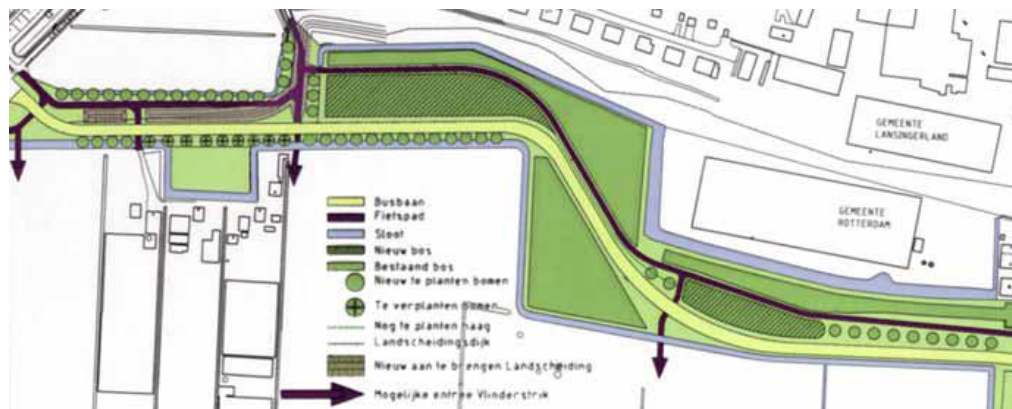 GEMEENTE
LANSINGERLAND
GEMEENTE
ROTTERDAM
Busbaan
Fietspad
Sloot
Nieuw bos
Bestaand bos
Nieuw te planten bomen
Te verplanten bomen
Nog te planten haag
Landscheidingsdijk
Nieuw aan te brengen Landscheiding
Mogelijke entree Vlinderstrik